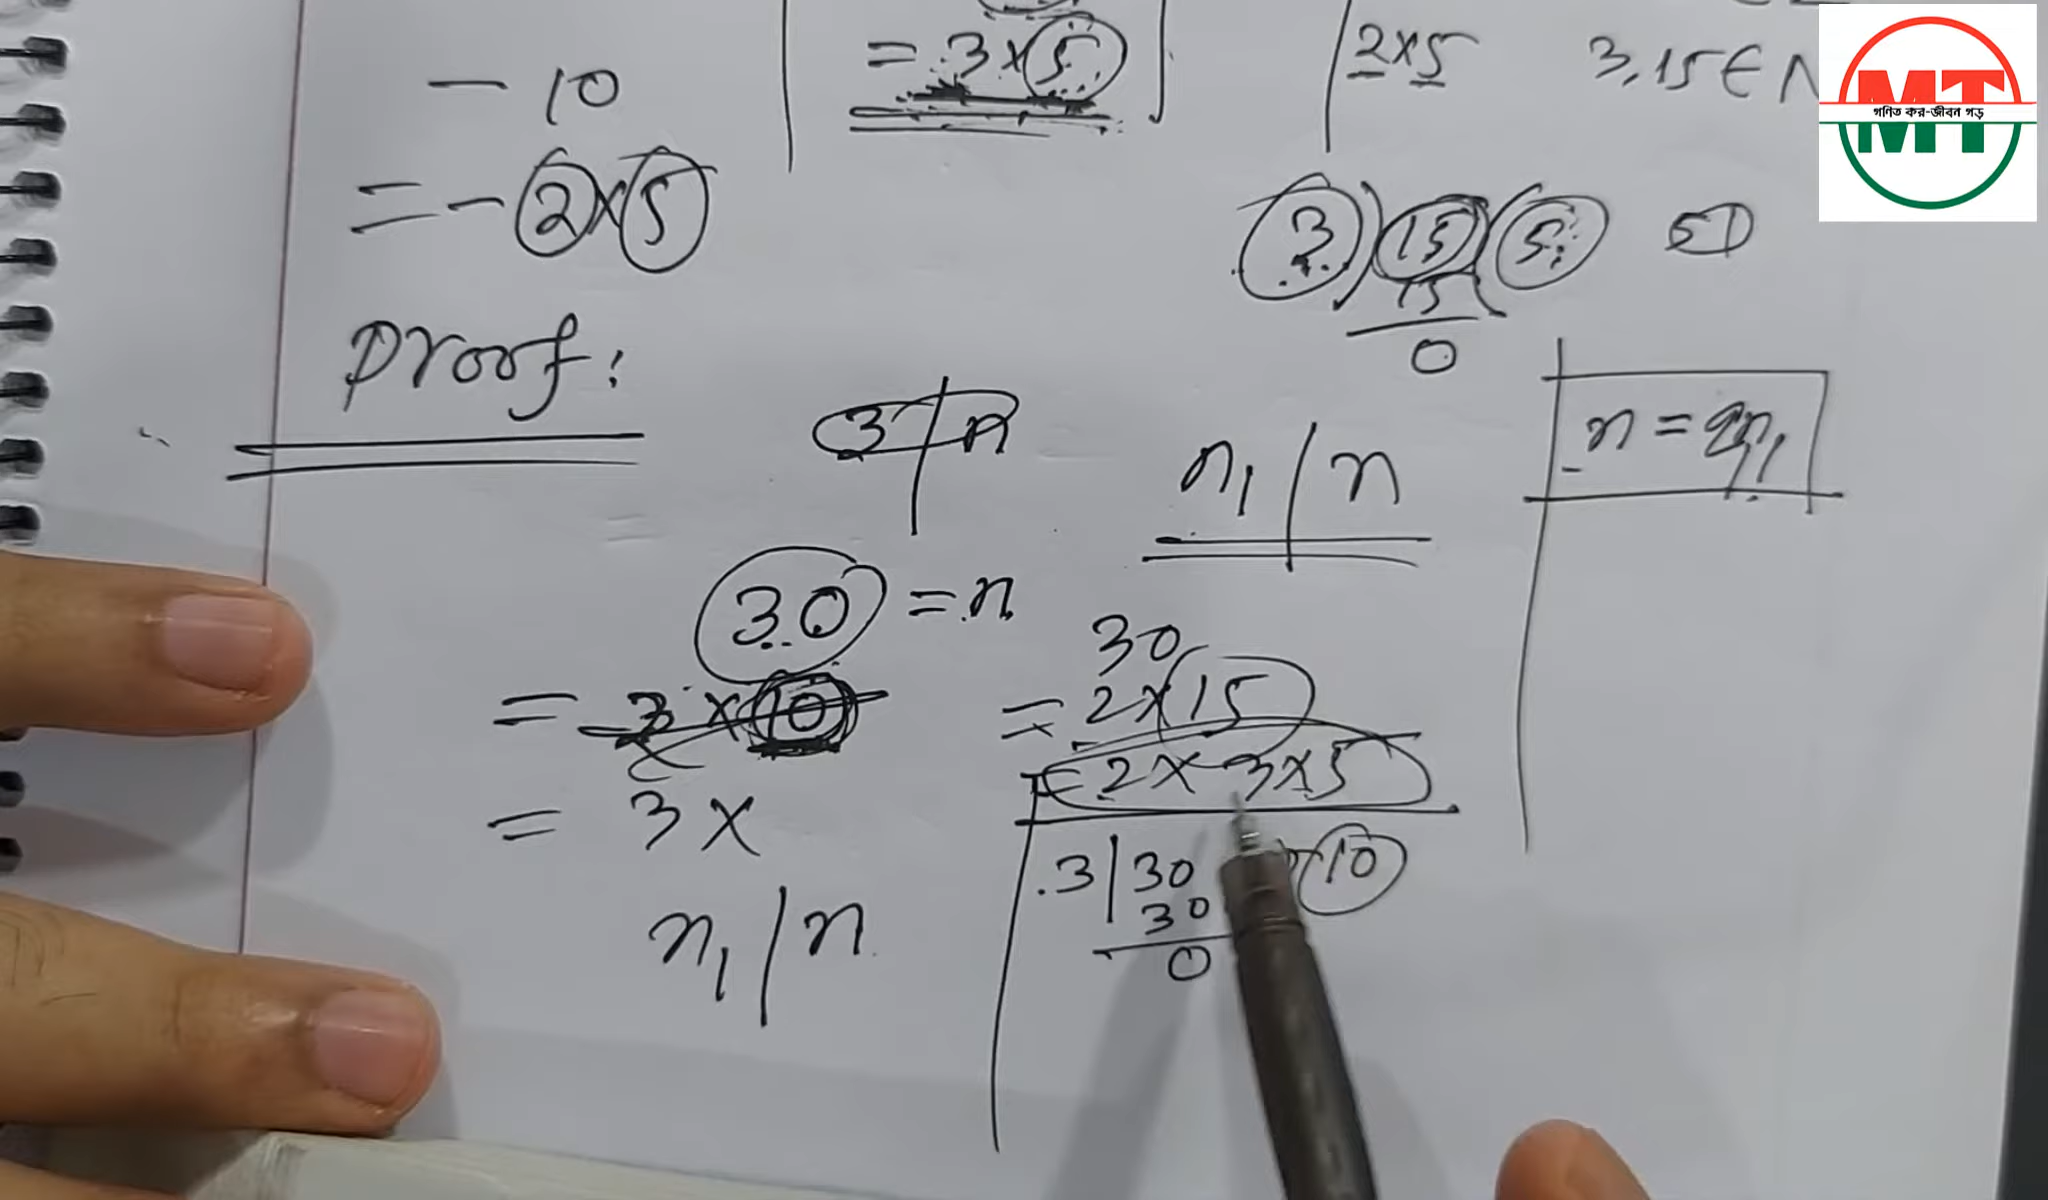 - 10
= - 2 × 5
= 3 × 5
2 × 5
3, 15 ∈ N
MT
গণিত কর-জীবন গড়
3 ) 15 ( 5
15
0
Proof:
3 | n
n₁ | n
n = qn₁
30 = n
= 3 × 10
= 3 ×
n₁ | n
30
= 2 × 15
= 2 × 3 × 5
3 | 30
10
30
0